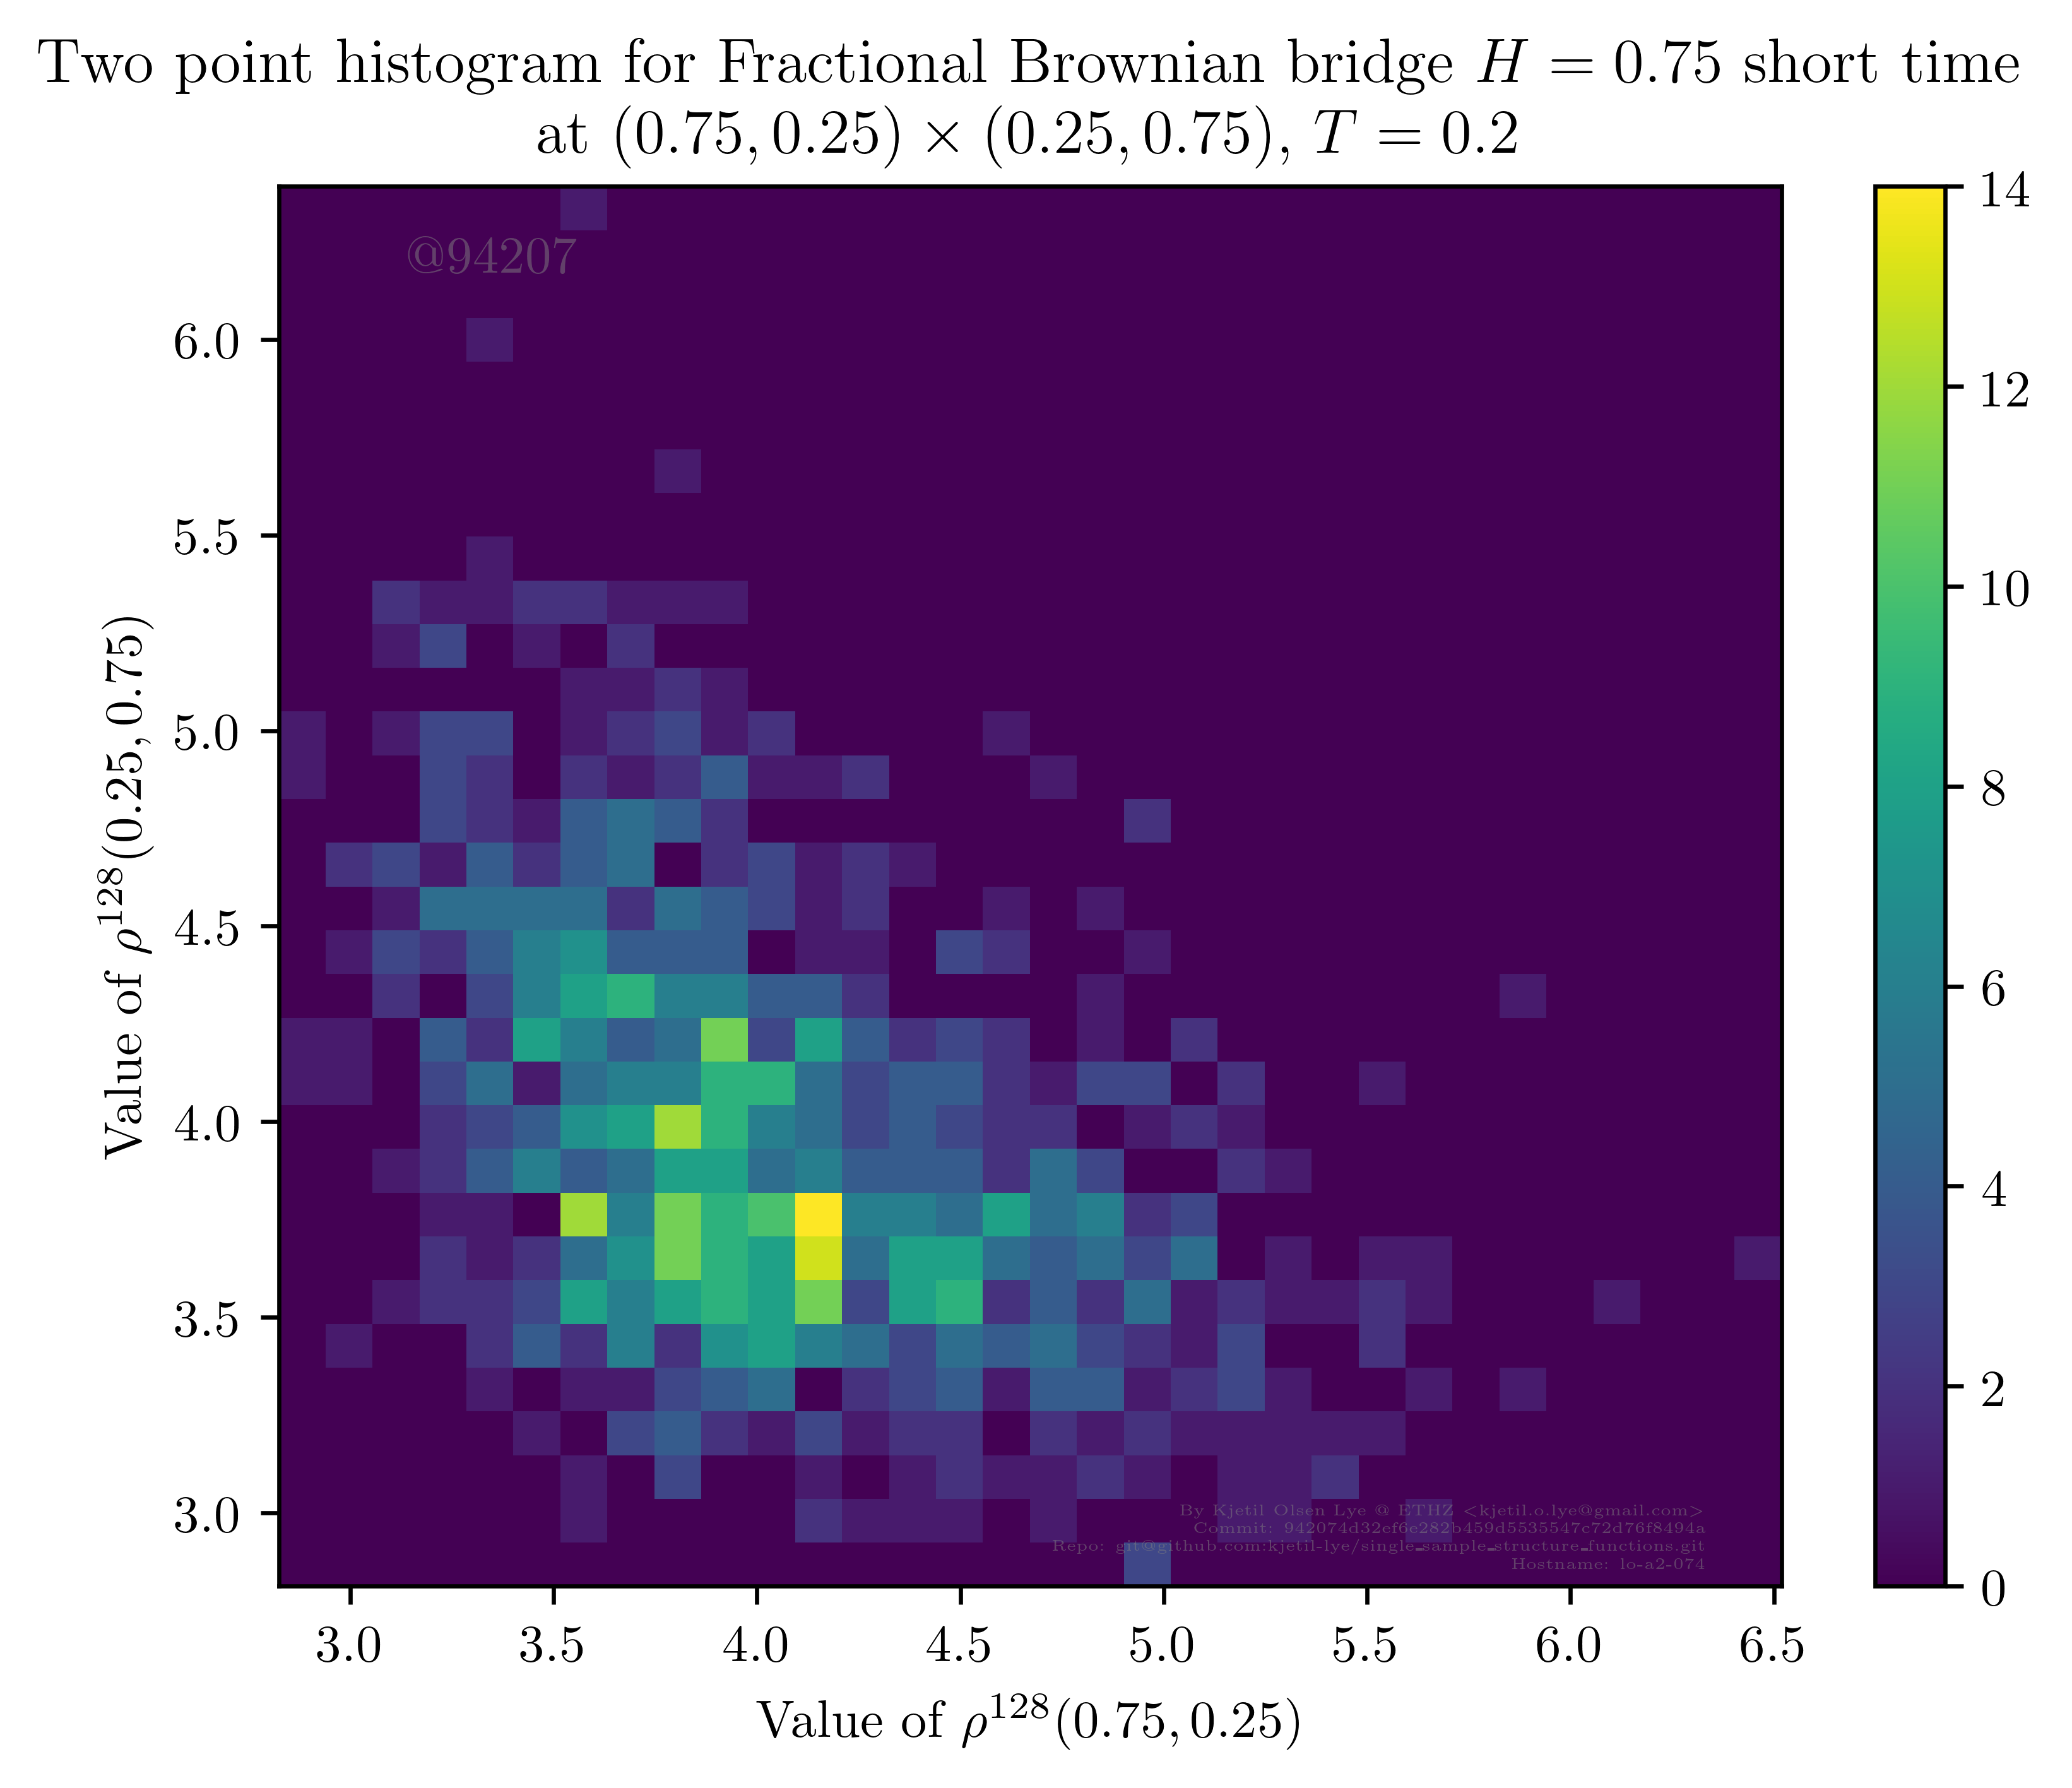 Two point histogram for Fractional Brownian bridge H = 0.75 short time
at (0.75, 0.25) × (0.25, 0.75), T = 0.2
@94207
14
12
10
8
6
4
2
0
6.0
5.5
5.0
4.5
4.0
3.5
3.0
Value of ρ^128(0.25, 0.75)
By Kjetil Olsen Lye @ ETHZ <kjetil.o.lye@gmail.com>
Commit: 942074d32ef6e282b459d5535547c72d76f8494a
Repo: git@github.com:kjetil-lye/single_sample_structure_functions.git
Hostname: lo-a2-074
3.0 3.5 4.0 4.5 5.0 5.5 6.0 6.5
Value of ρ^128(0.75, 0.25)